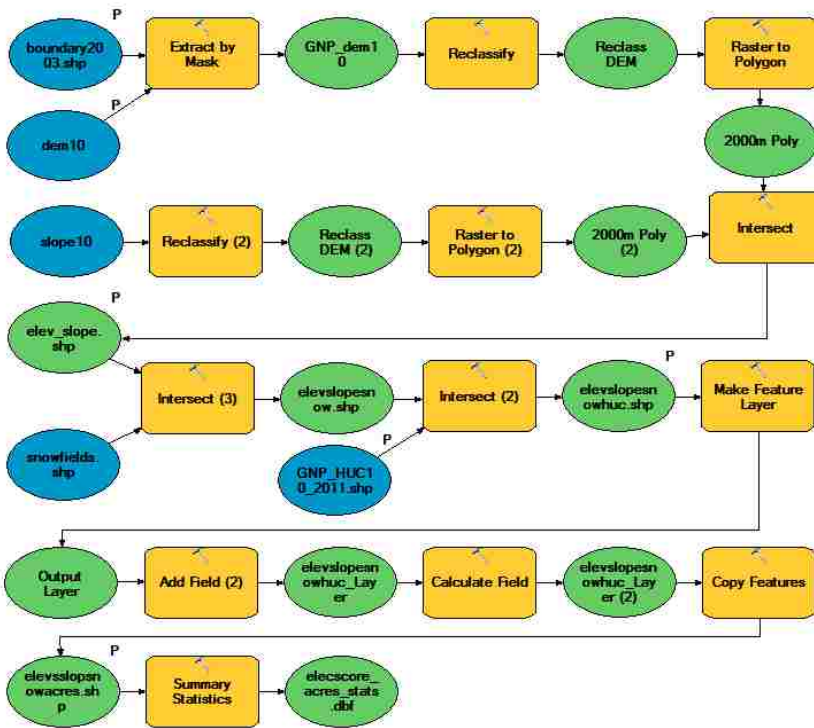 P
boundary20
03.shp
Extract by
Mask
GNP_dem1
0
Reclassify
Reclass
DEM
Raster to
Polygon
P
dem10
2000m Poly
slope10
Reclassify (2)
Reclass
DEM (2)
Raster to
Polygon (2)
2000m Poly
(2)
Intersect
P
elev_slope.
shp
Intersect (3)
elevslopesn
ow.shp
Intersect (2)
P
elevslopesn
owhuc.shp
Make Feature
Layer
snowfields.
shp
P
GNP_HUC1
0_2011.shp
Output
Layer
Add Field (2)
elevslopesn
owhuc_Lay
er
Calculate Field
elevslopesn
owhuc_Lay
er (2)
Copy Features
P
elevsslopsn
owacres.sh
p
Summary
Statistics
elecscore_
acres_stats
.dbf